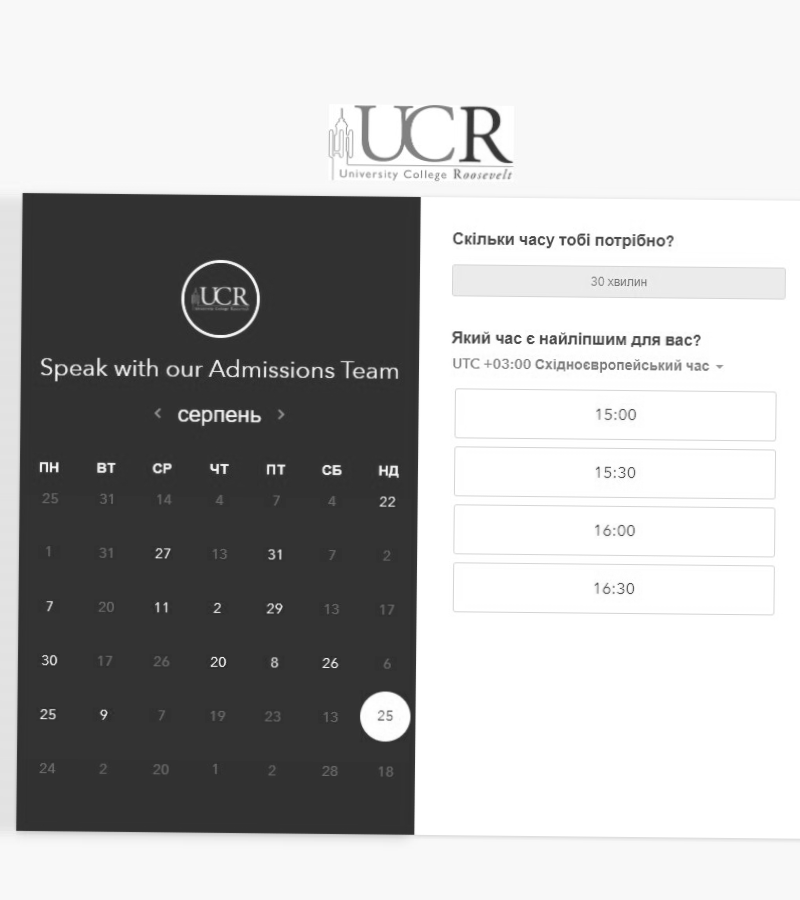 UCR
University College Roosevelt
UCR
Speak with our Admissions Team
серпень
ПН ВТ СР ЧТ ПТ СБ НД
25 31 14 4 7 4 22
1 31 27 13 31 7 2
7 20 11 2 29 13 17
30 17 26 20 8 26 6
25 9 7 19 23 13 25
24 2 20 1 2 28 18
Скільки часу тобі потрібно?
30 хвилин
Який час є найліпшим для вас?
UTC +03:00 Східноєвропейський час
15:00
15:30
16:00
16:30